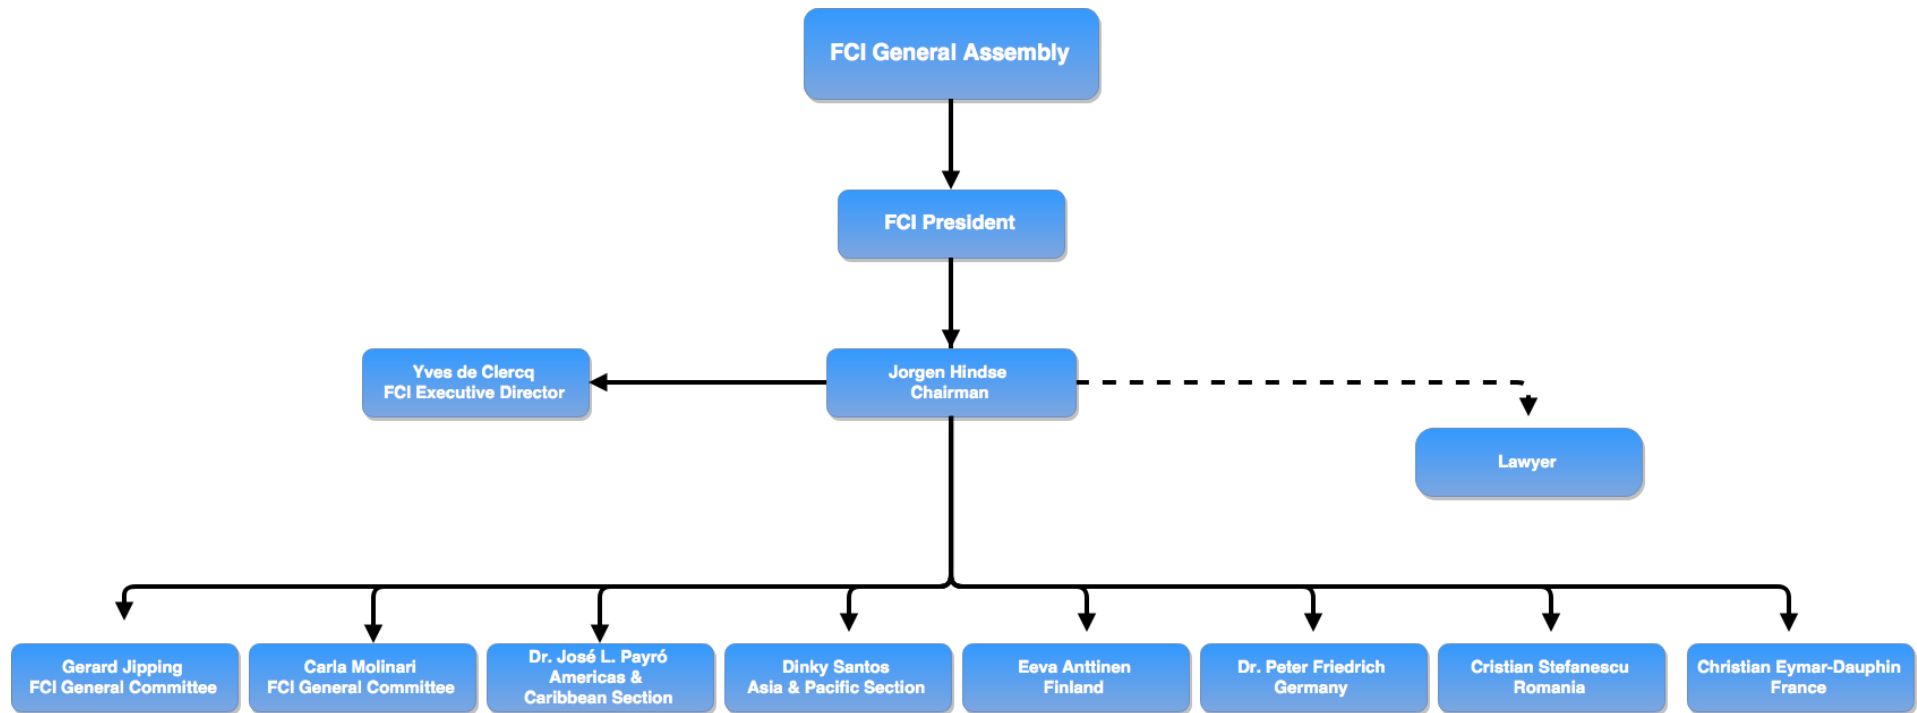 FCI General Assembly
FCI President
Yves de Clercq
FCI Executive Director
Jorgen Hindse
Chairman
Lawyer
Gerard Jipping
FCI General Committee
Carla Molinari
FCI General Committee
Dr. José L. Payró
Americas &
Caribbean Section
Dinky Santos
Asia & Pacific Section
Eeva Anttinen
Finland
Dr. Peter Friedrich
Germany
Cristian Stefanescu
Romania
Christian Eymar-Dauphin
France